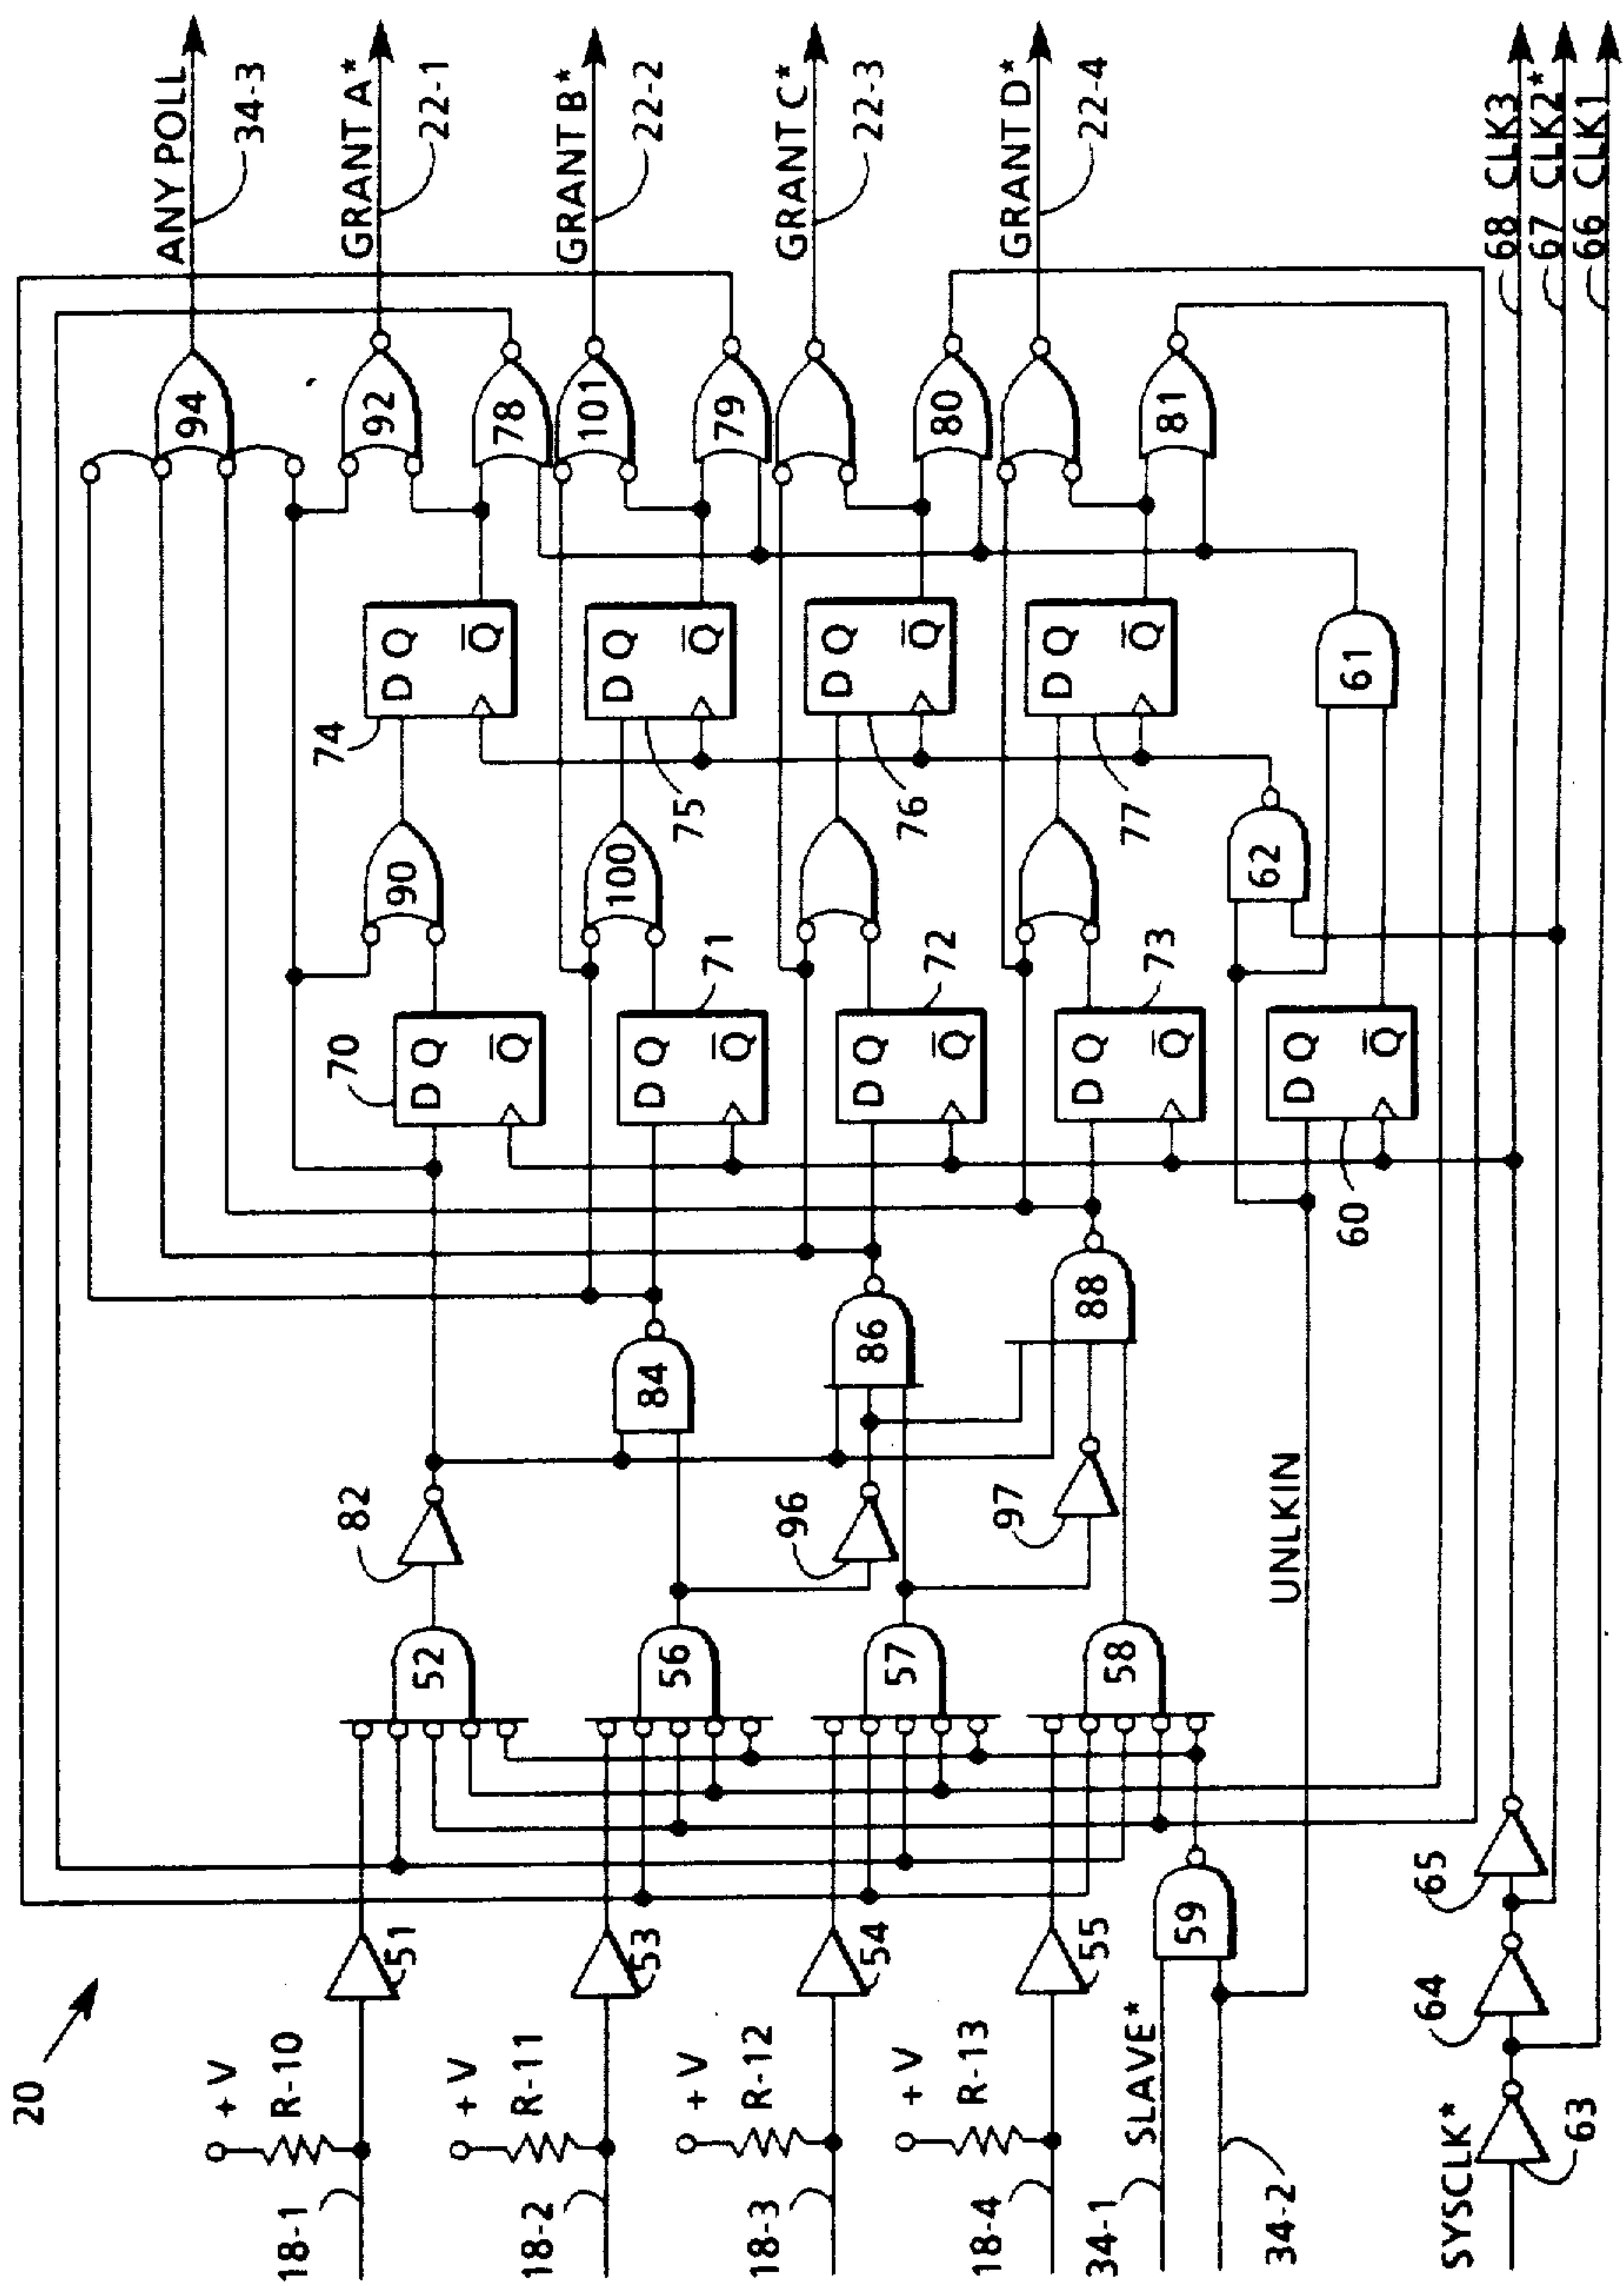 20
+ V
R-10
18-1
51
+ V
R-11
18-2
53
+ V
R-12
18-3
54
+ V
R-13
18-4
55
SLAVE*
34-1
34-2
59
SYSCLK*
63
64
65
52
56
57
58
UNLKIN
82
96
97
84
86
88
70
D Q
Q̅
71
D Q
Q̅
72
D Q
Q̅
73
D Q
Q̅
60
D Q
Q̅
90
100
62
61
74
D Q
Q̅
75
D Q
Q̅
76
D Q
Q̅
77
D Q
Q̅
94
92
78
101
79
80
81
ANY POLL
34-3
GRANT A*
22-1
GRANT B*
22-2
GRANT C*
22-3
GRANT D*
22-4
68 CLK3
67 CLK2*
66 CLK1